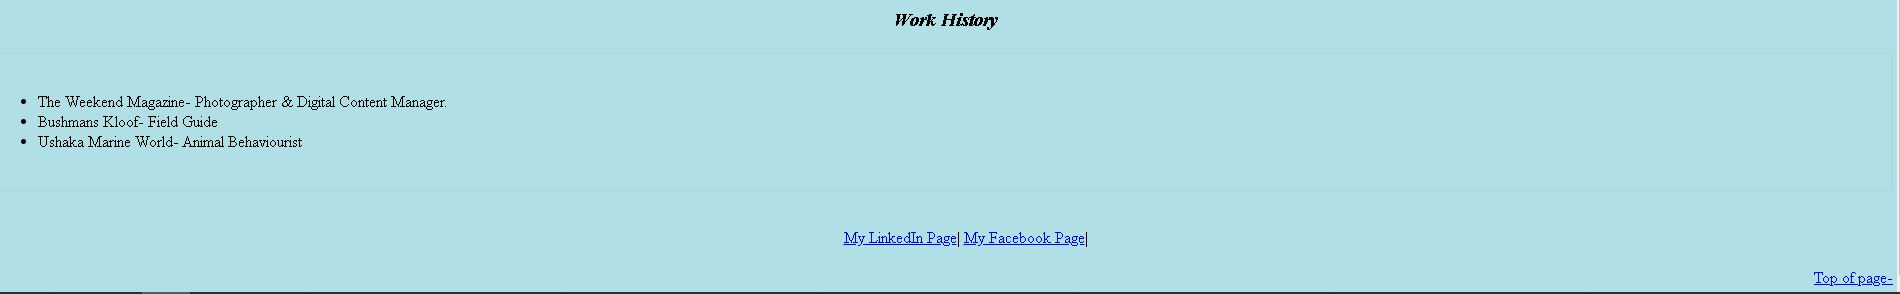 Work History
The Weekend Magazine- Photographer & Digital Content Manager.
Bushmans Kloof- Field Guide
Ushaka Marine World- Animal Behaviourist
My LinkedIn Page| My Facebook Page|
Top of page-